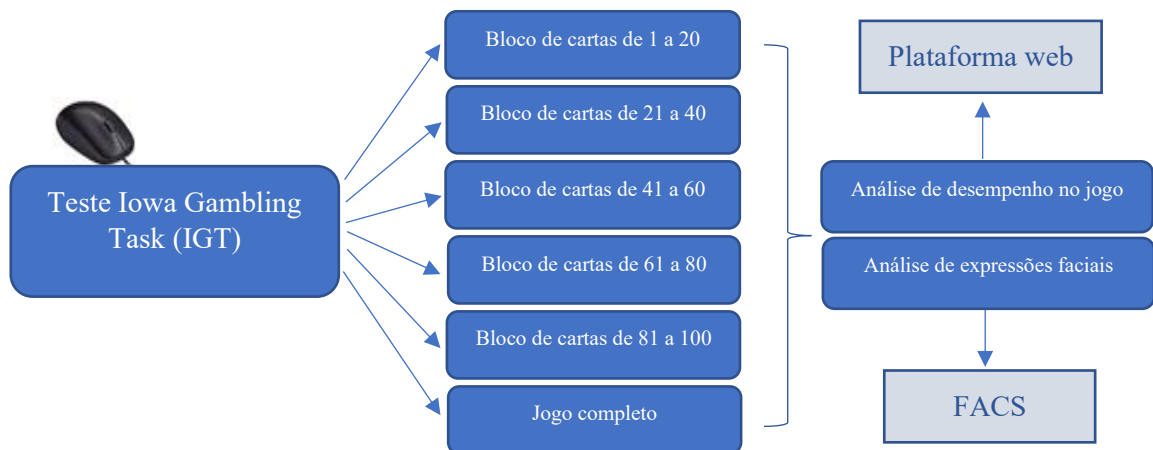 Teste Iowa Gambling
Task (IGT)
Bloco de cartas de 1 a 20
Bloco de cartas de 21 a 40
Bloco de cartas de 41 a 60
Bloco de cartas de 61 a 80
Bloco de cartas de 81 a 100
Jogo completo
Plataforma web
Análise de desempenho no jogo
Análise de expressões faciais
FACS